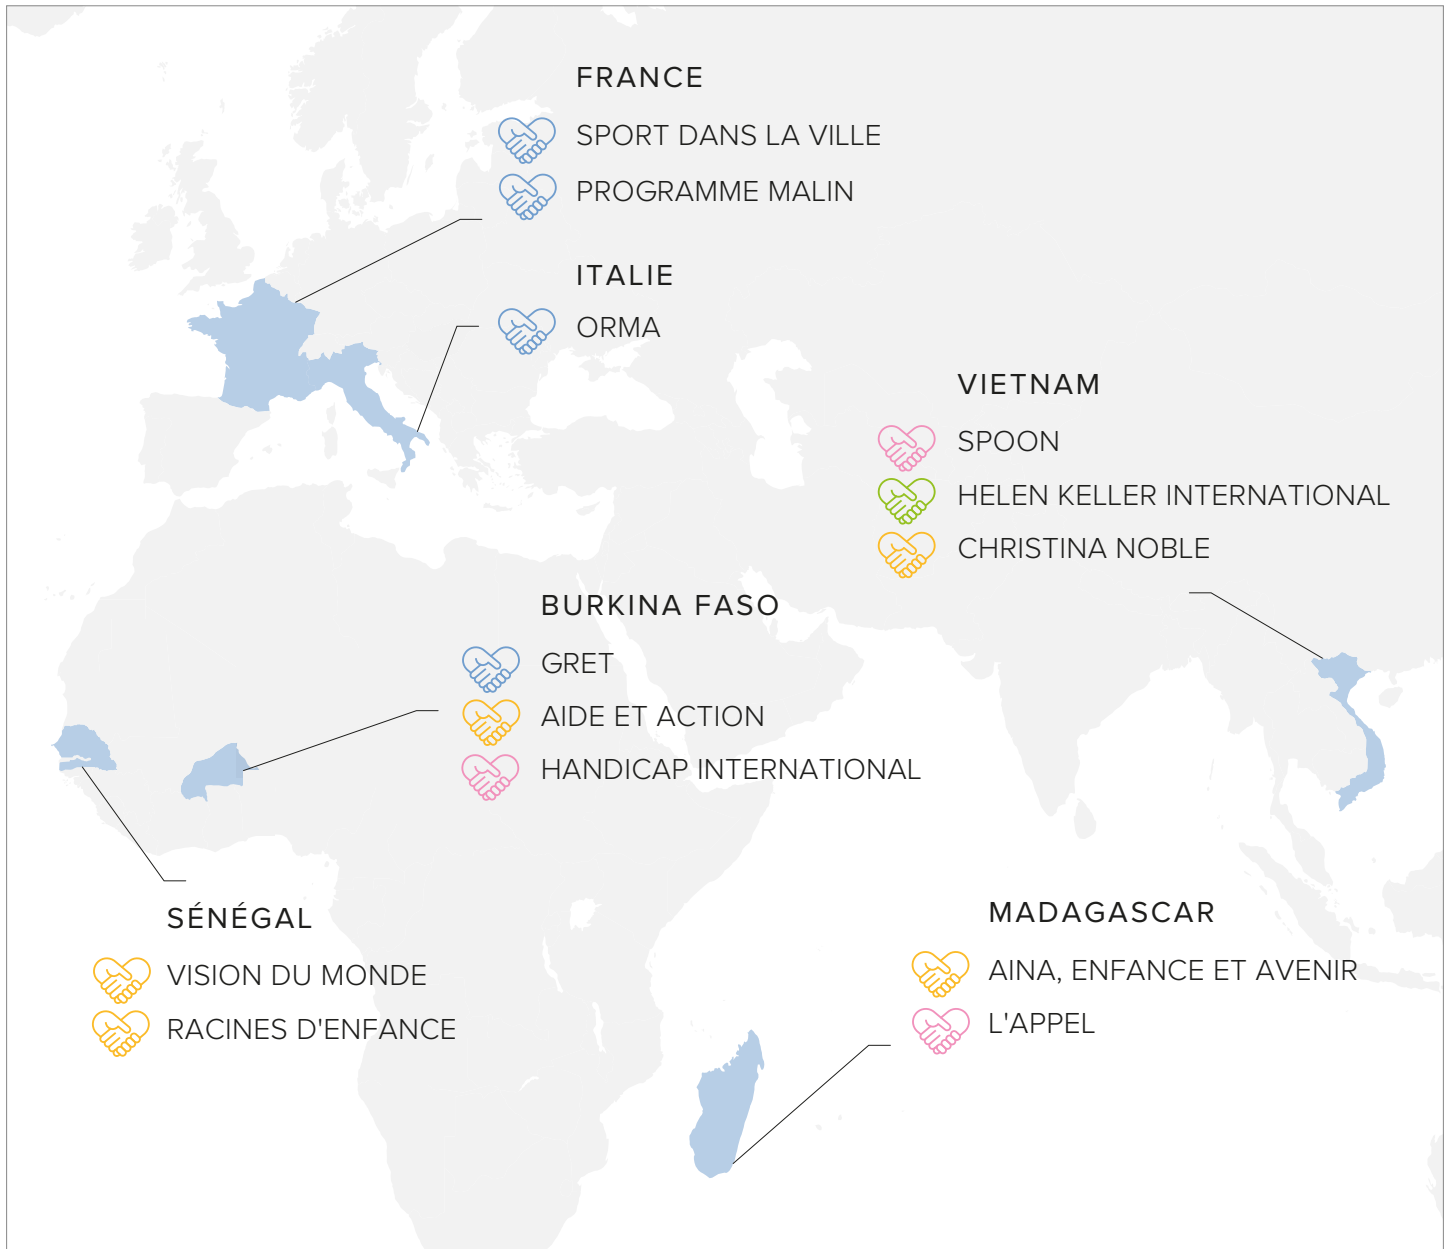 FRANCE
SPORT DANS LA VILLE
PROGRAMME MALIN
ITALIE
ORMA
VIETNAM
SPOON
HELEN KELLER INTERNATIONAL
CHRISTINA NOBLE
BURKINA FASO
GRET
AIDE ET ACTION
HANDICAP INTERNATIONAL
SÉNÉGAL
VISION DU MONDE
RACINES D'ENFANCE
MADAGASCAR
AINA, ENFANCE ET AVENIR
L'APPEL